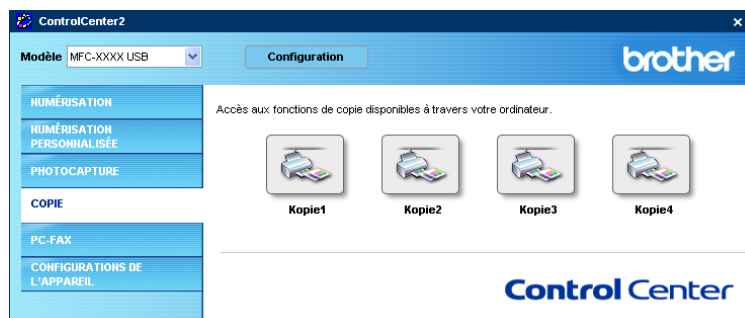 ControlCenter2
Modèle MFC-XXXX USB
Configuration
brother
NUMÉRISATION
NUMÉRISATION
PERSONNALISÉE
PHOTOCAPTURE
COPIE
PC-FAX
CONFIGURATIONS DE
L'APPAREIL
Accès aux fonctions de copie disponibles à travers votre ordinateur.
Kopie1
Kopie2
Kopie3
Kopie4
Control Center